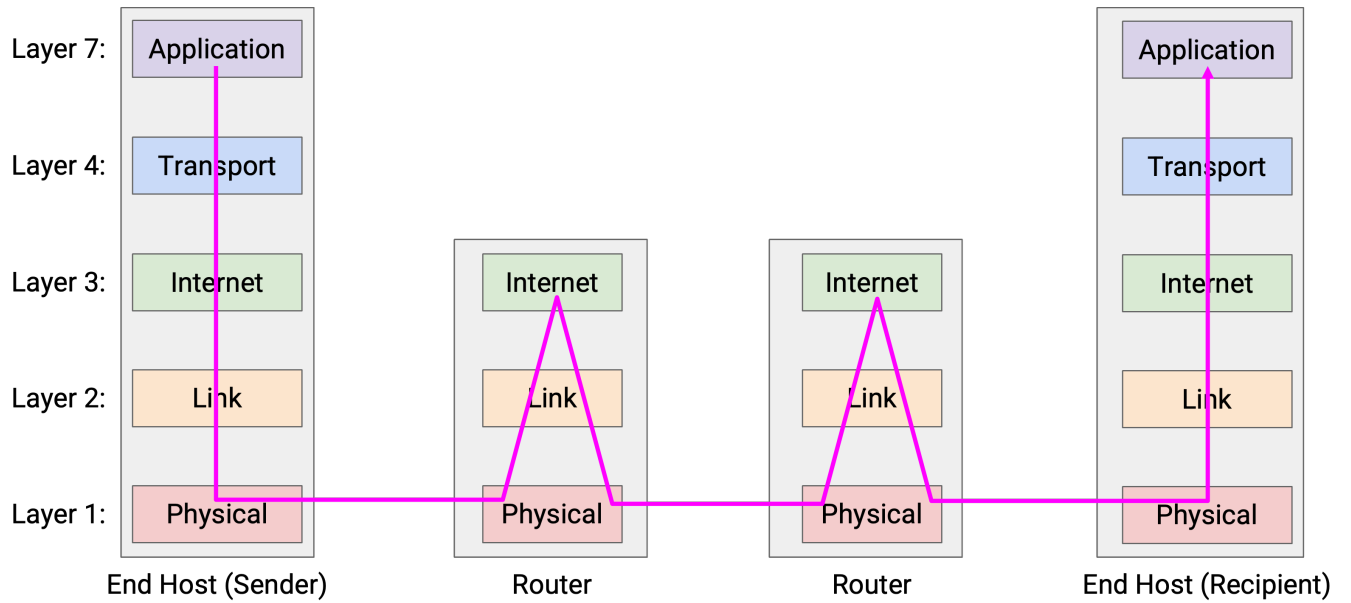 Layer 7: Application Application
Layer 4: Transport Transport
Layer 3: Internet Internet Internet Internet
Layer 2: Link Link Link Link
Layer 1: Physical Physical Physical Physical
End Host (Sender) Router Router End Host (Recipient)